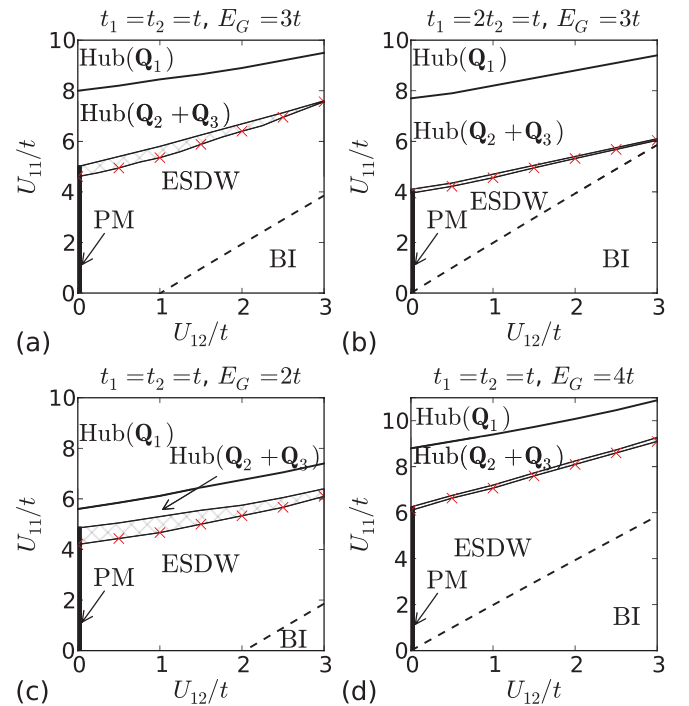 t₁ = t₂ = t, E_G = 3t
10
Hub(Q₁)
8
Hub(Q₂ + Q₃)
6
U₁₁/t
ESDW
4
PM
2
BI
0
0 1 2 3
(a)
U₁₂/t
t₁ = 2t₂ = t, E_G = 3t
10
Hub(Q₁)
8
Hub(Q₂ + Q₃)
6
U₁₁/t
4
ESDW
PM
2
BI
0
0 1 2 3
(b)
U₁₂/t
t₁ = t₂ = t, E_G = 2t
10
Hub(Q₁)
8
Hub(Q₂ + Q₃)
6
U₁₁/t
4
ESDW
PM
2
BI
0
0 1 2 3
(c)
U₁₂/t
t₁ = t₂ = t, E_G = 4t
10
Hub(Q₁)
8
Hub(Q₂ + Q₃)
6
U₁₁/t
ESDW
4
PM
2
BI
0
0 1 2 3
(d)
U₁₂/t